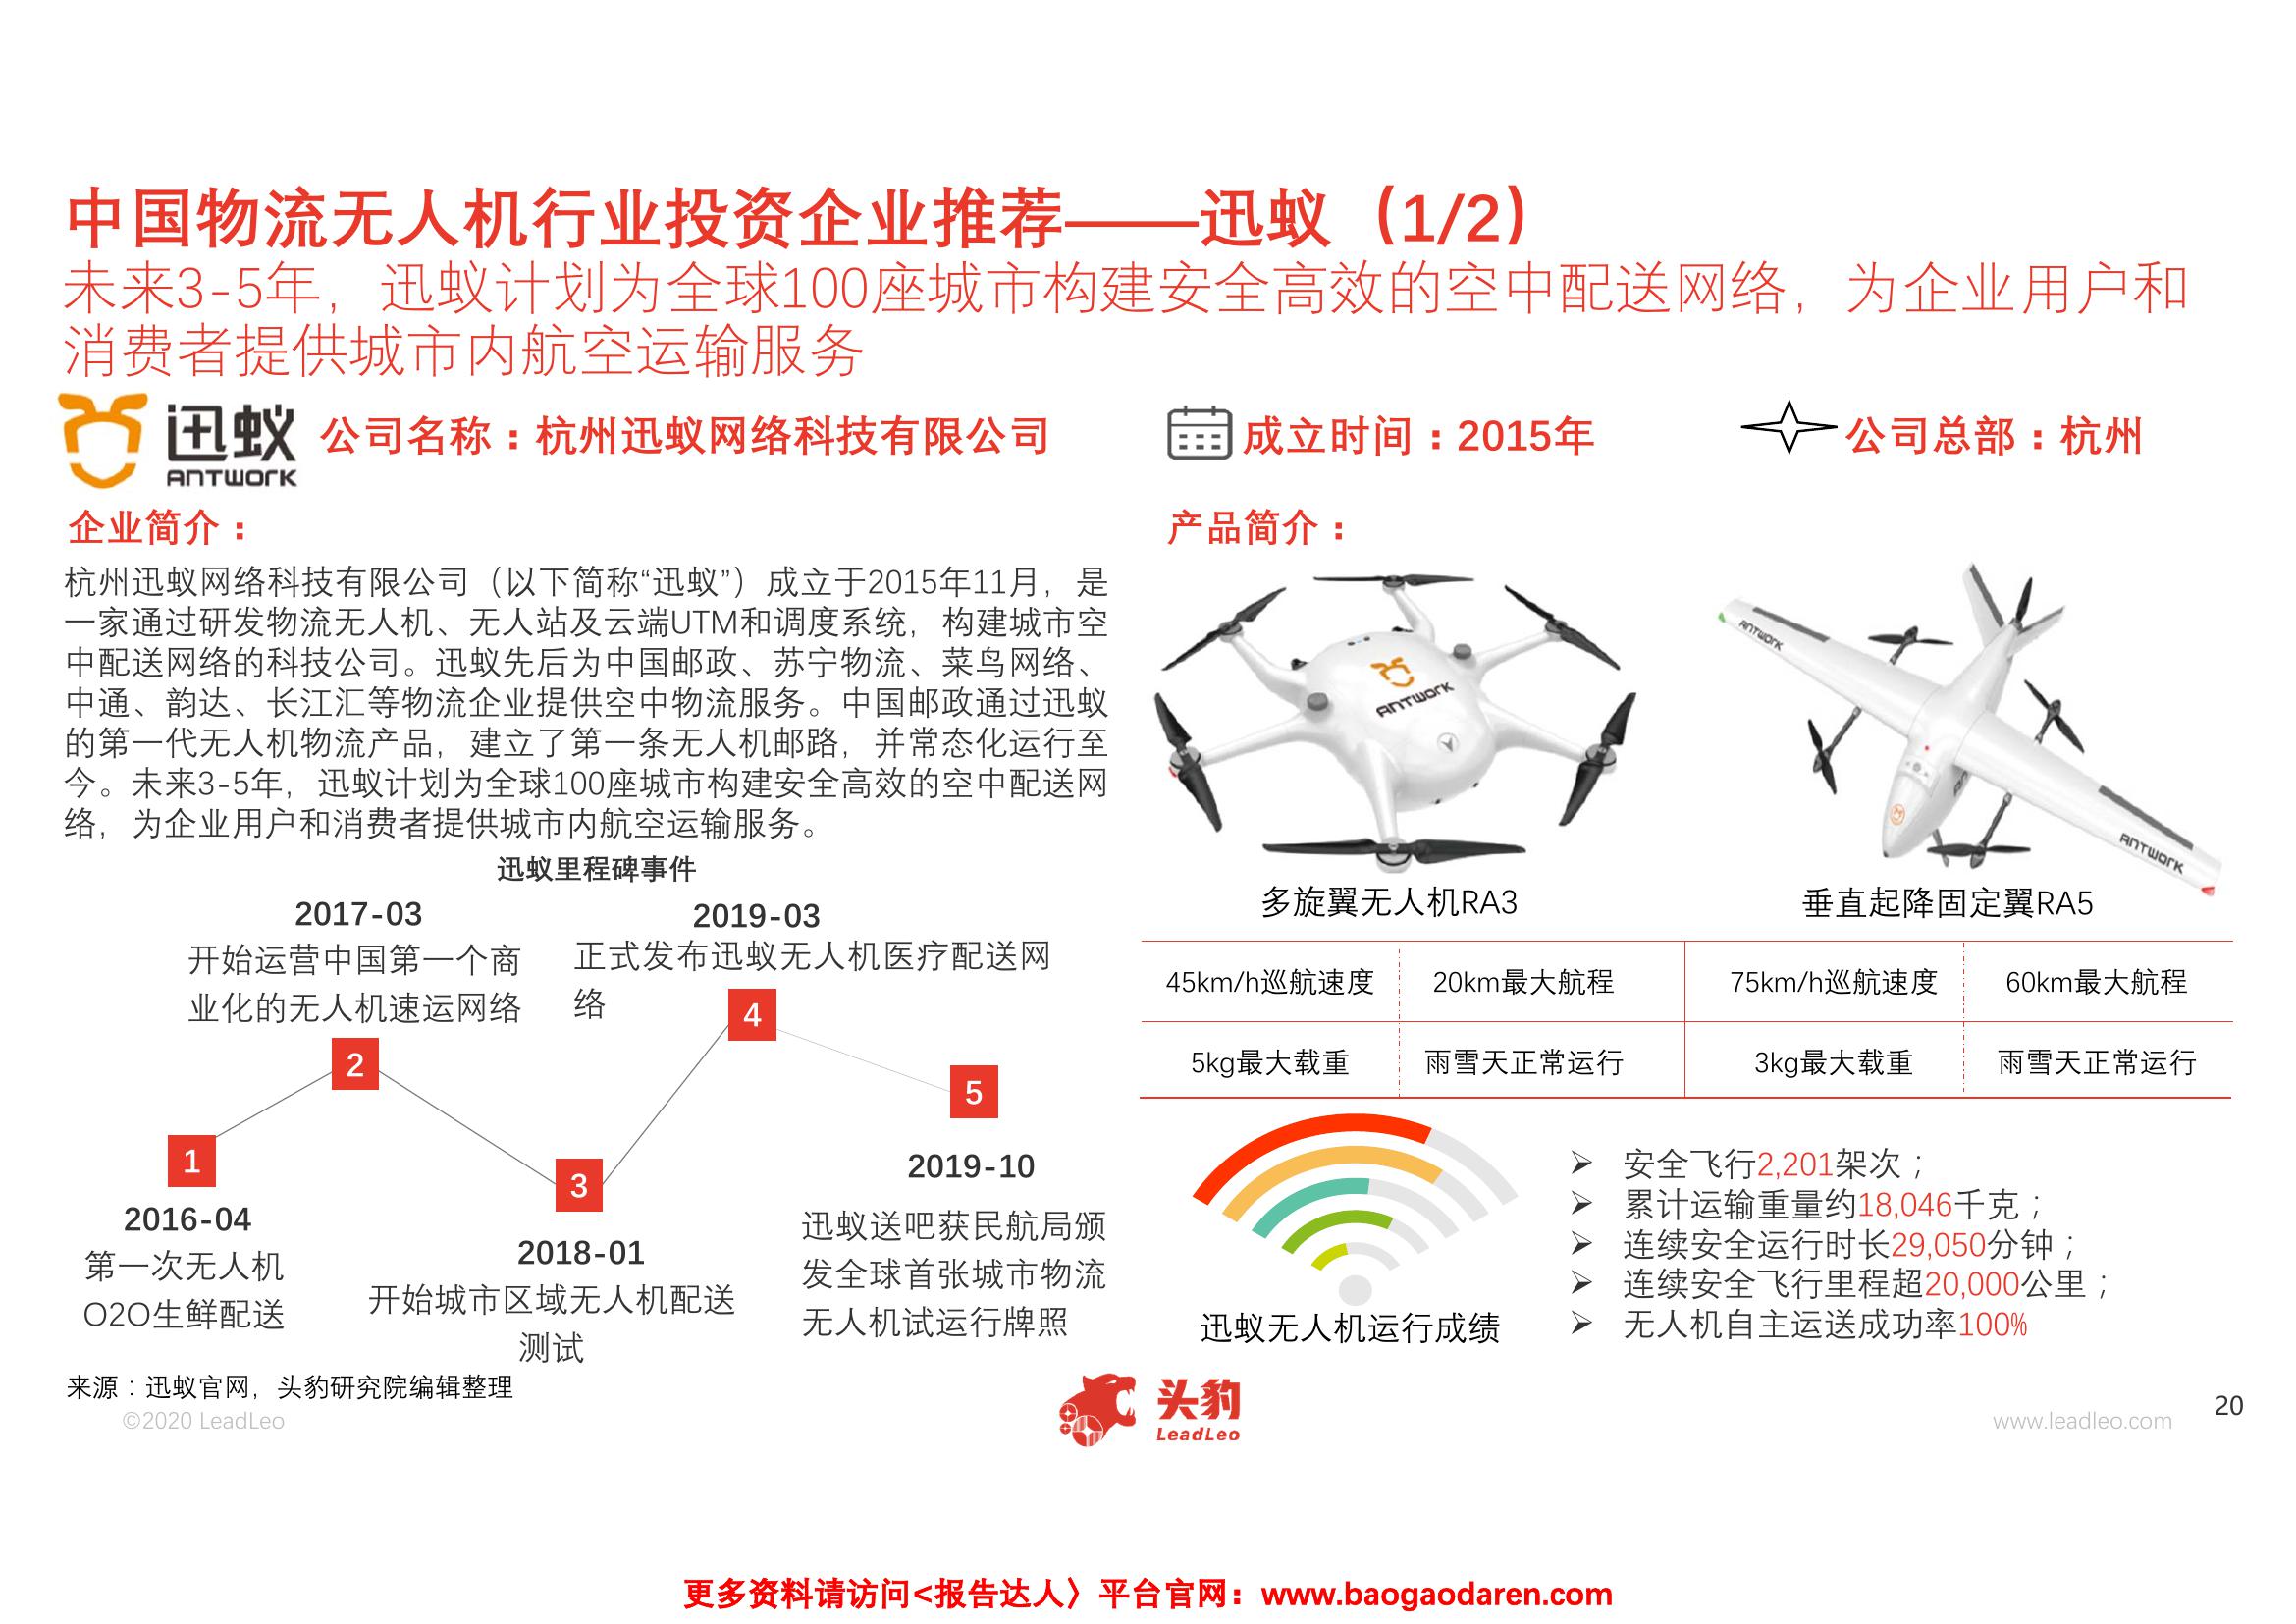 中国物流无人机行业投资企业推荐——迅蚁（1/2）
未来3-5年，迅蚁计划为全球100座城市构建安全高效的空中配送网络，为企业用户和
消费者提供城市内航空运输服务
迅蚁
ANTWORK
公司名称：杭州迅蚁网络科技有限公司
成立时间：2015年
公司总部：杭州
企业简介：
杭州迅蚁网络科技有限公司（以下简称“迅蚁”）成立于2015年11月，是
一家通过研发物流无人机、无人站及云端UTM和调度系统，构建城市空
中配送网络的科技公司。迅蚁先后为中国邮政、苏宁物流、菜鸟网络、
中通、韵达、长江汇等物流企业提供空中物流服务。中国邮政通过迅蚁
的第一代无人机物流产品，建立了第一条无人机邮路，并常态化运行至
今。未来3-5年，迅蚁计划为全球100座城市构建安全高效的空中配送网
络，为企业用户和消费者提供城市内航空运输服务。
迅蚁里程碑事件
2017-03
开始运营中国第一个商
业化的无人机速运网络
2019-03
正式发布迅蚁无人机医疗配送网
络
1
2
3
4
5
2016-04
第一次无人机
O2O生鲜配送
2018-01
开始城市区域无人机配送
测试
2019-10
迅蚁送吧获民航局颁
发全球首张城市物流
无人机试运行牌照
产品简介：
ANTWORK
ANTWORK
ANTWORK
多旋翼无人机RA3
垂直起降固定翼RA5
45km/h巡航速度
20km最大航程
75km/h巡航速度
60km最大航程
5kg最大载重
雨雪天正常运行
3kg最大载重
雨雪天正常运行
迅蚁无人机运行成绩
➢ 安全飞行2,201架次；
➢ 累计运输重量约18,046千克；
➢ 连续安全运行时长29,050分钟；
➢ 连续安全飞行里程超20,000公里；
➢ 无人机自主运送成功率100%
来源：迅蚁官网，头豹研究院编辑整理
©2020 LeadLeo
头豹
LeadLeo
www.leadleo.com
20
更多资料请访问<报告达人〉平台官网：www.baogaodaren.com